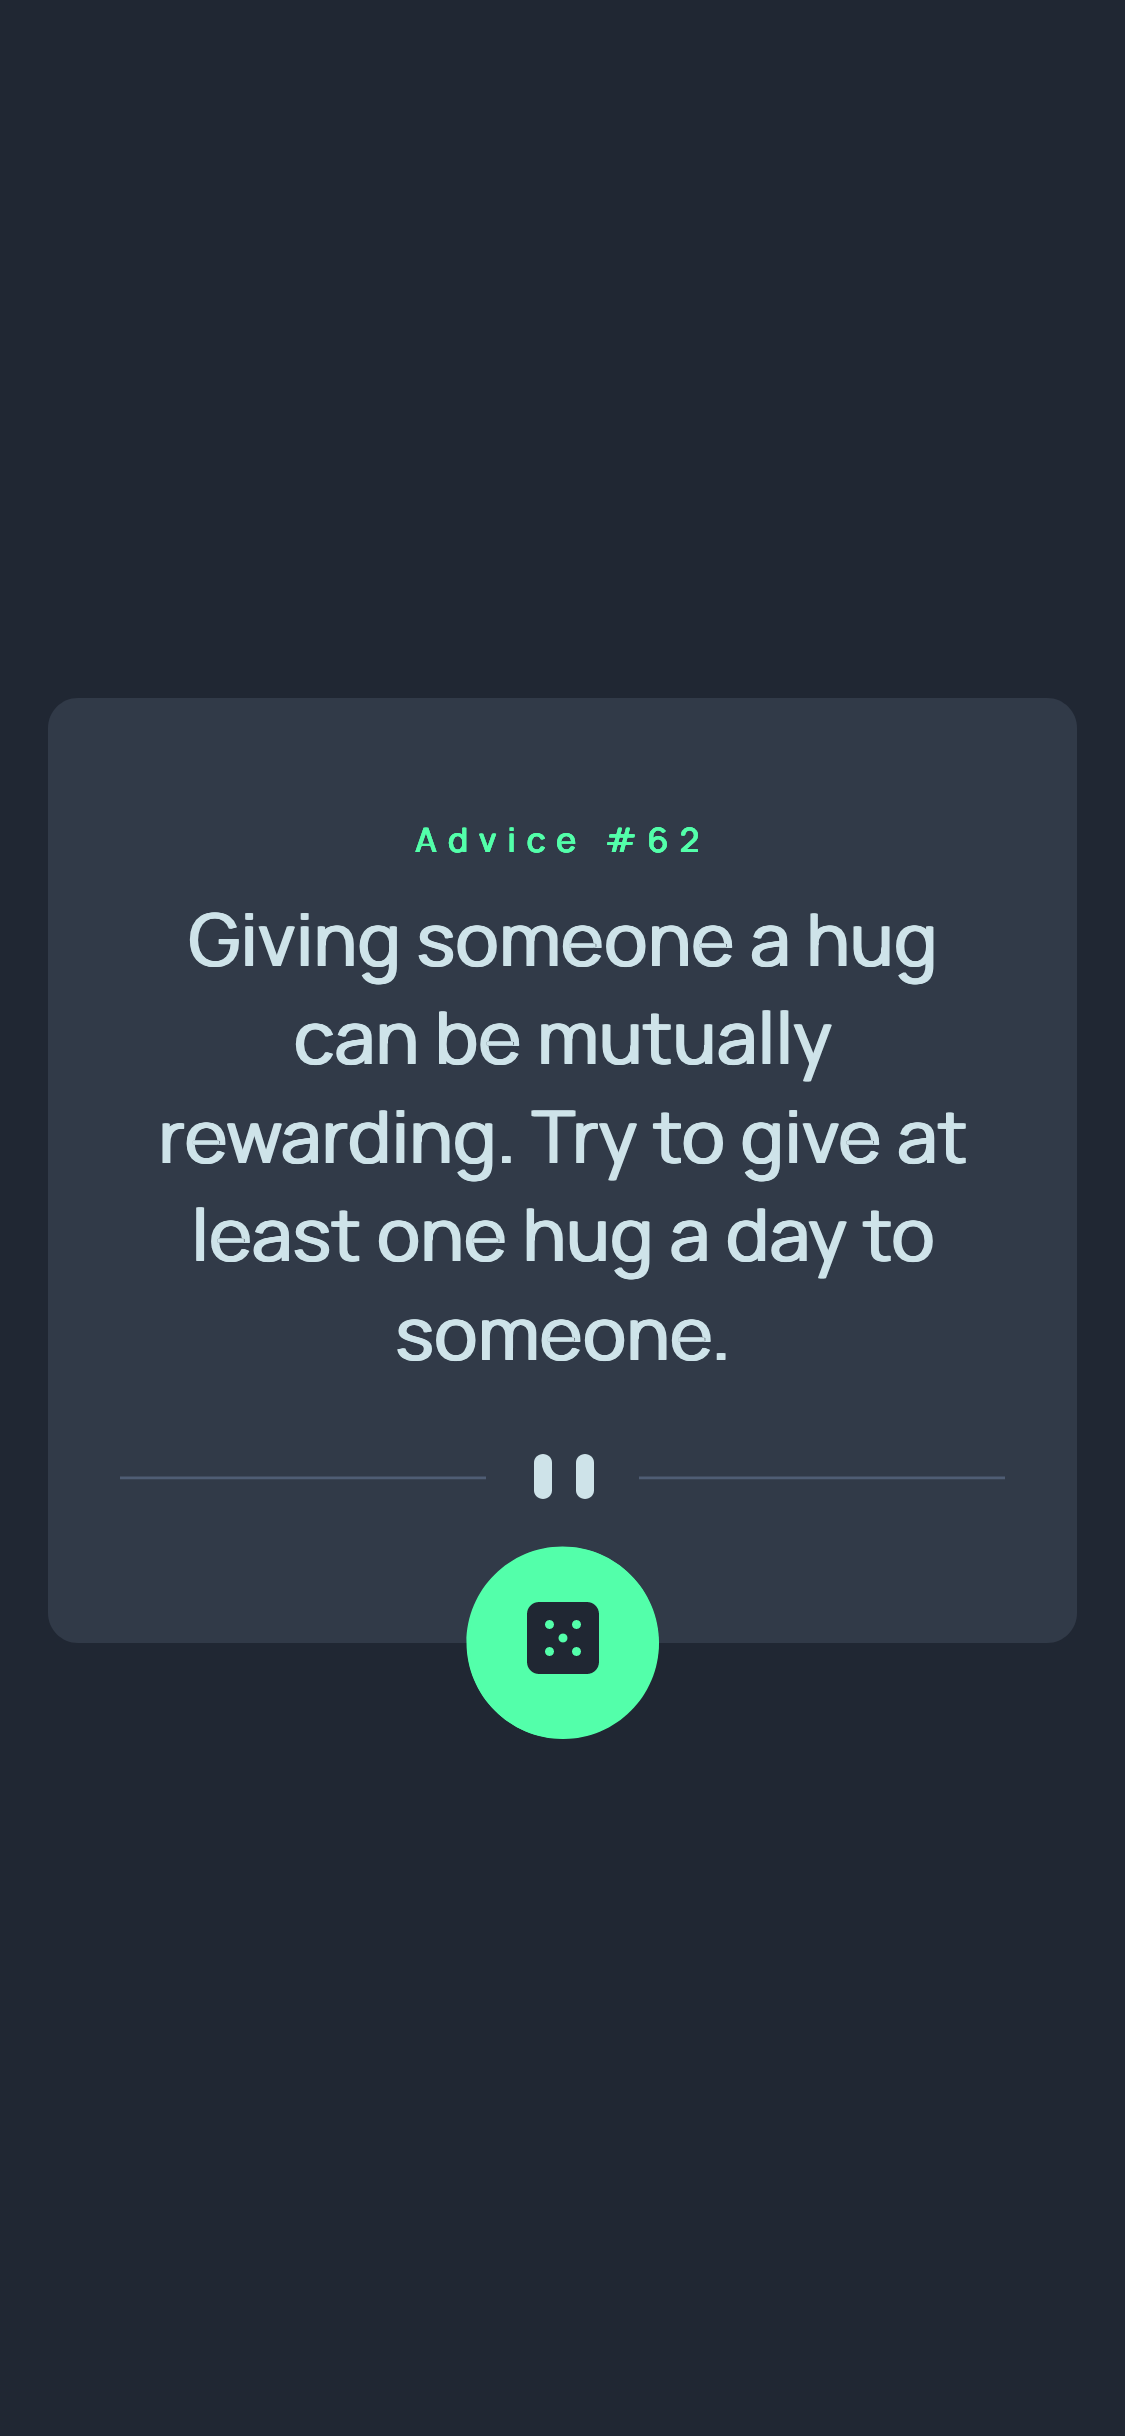 Advice #62
Giving someone a hug
can be mutually
rewarding. Try to give at
least one hug a day to
someone.